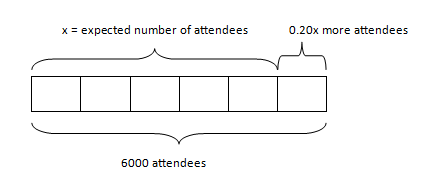 x = expected number of attendees
0.20x more attendees
6000 attendees